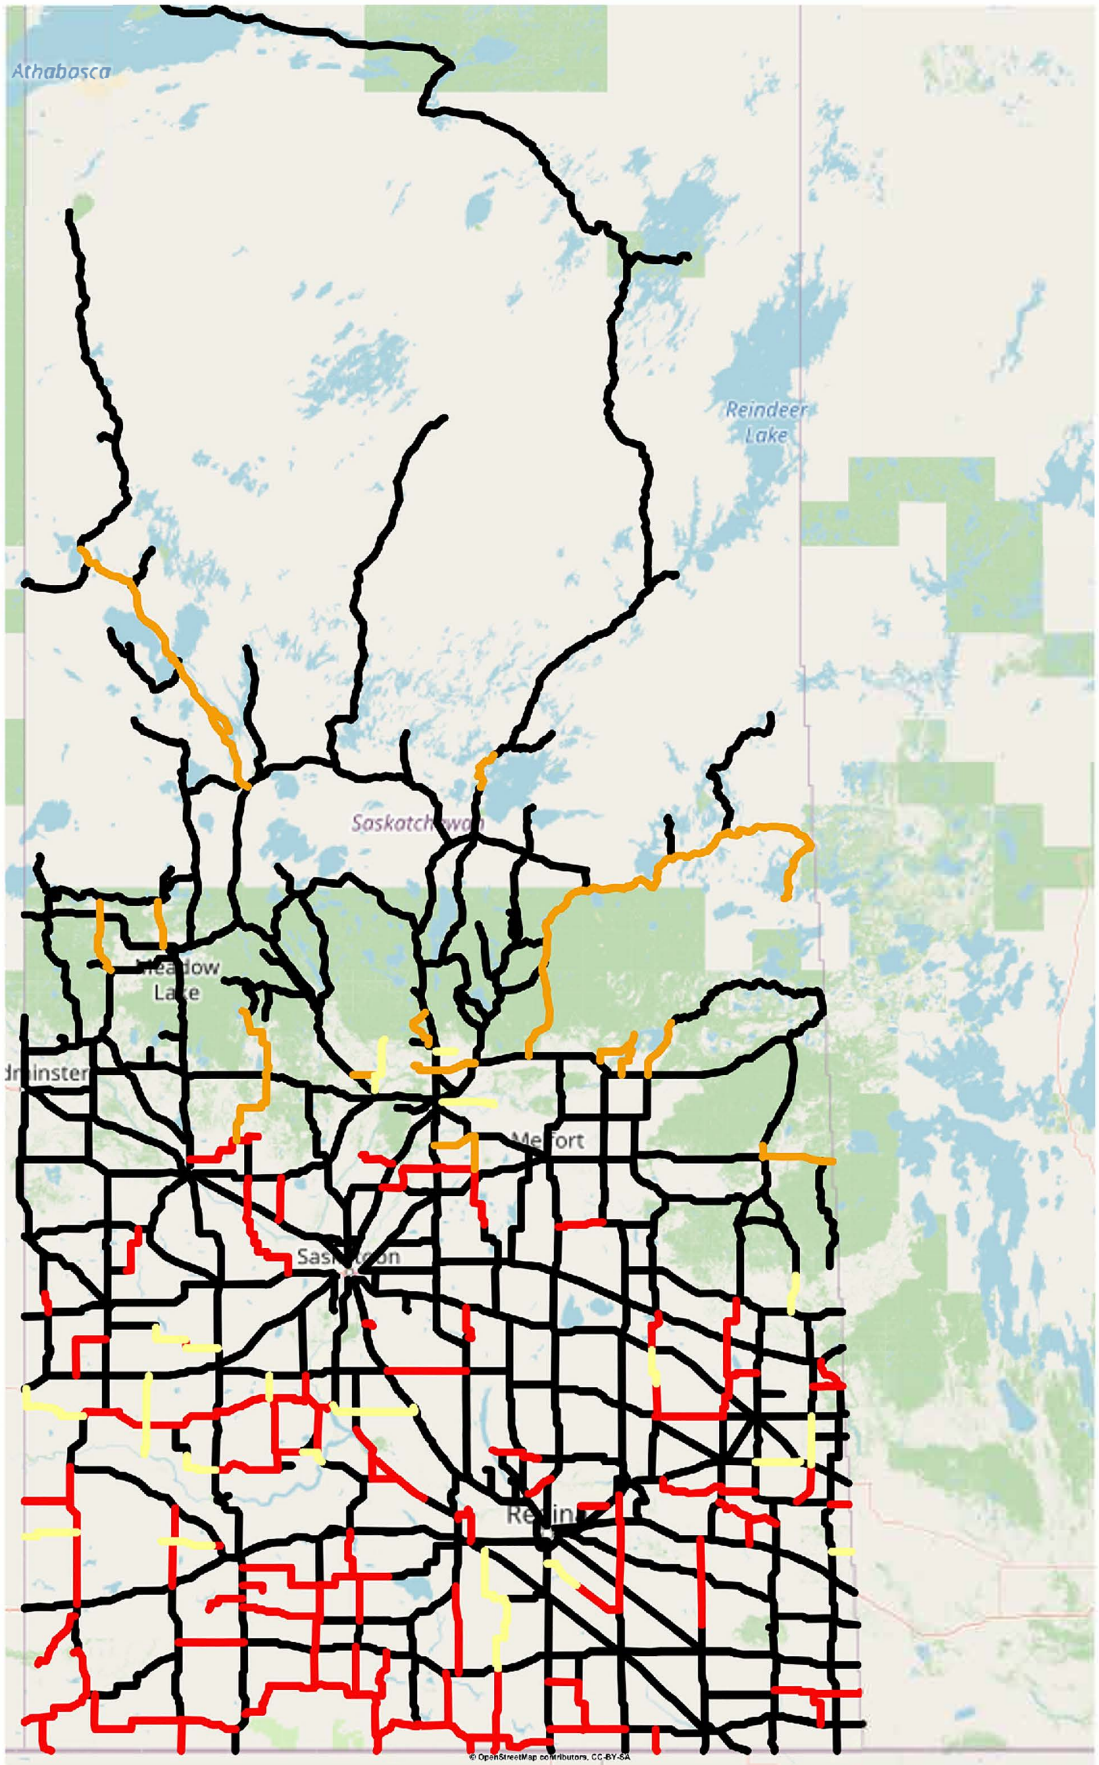 Athabasca
Reindeer
Lake
Saskatchewan
Meadow
Lake
dminster
Melfort
Saskatoon
Regina
© OpenStreetMap contributors, CC-BY-SA